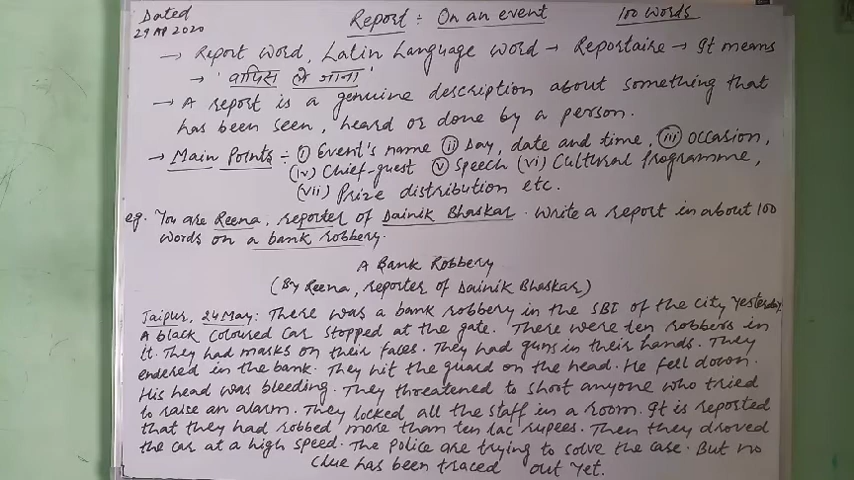 Dated
29 AP 2020
Report ÷ On an event
100 words
→ Report word, Latin Language word → Reportaire → It means
→ 'वापिस ले जाना'
→ A report is a genuine description about something that
has been seen, heard or done by a person.
→ Main Points ÷ (i) Event's name (ii) Day, date and time, (iii) occasion,
(iv) Chief-guest (v) Speech (vi) Cultural Programme,
(vii) Prize distribution etc.
eg. You are Reena, reporter of Dainik Bhaskar. Write a report in about 100
words on a bank robbery.
A Bank Robbery
(By Reena, reporter of Dainik Bhaskar)
Jaipur, 24 May: There was a bank robbery in the SBI of the city yesterday.
A black coloured car stopped at the gate. There were ten robbers in
it. They had masks on their faces. They had guns in their hands. They
endered in the bank. They hit the guard on the head. He fell down.
His head was bleeding. They threatened to shoot anyone who tried
to raise an alarm. They locked all the staff in a room. It is reported
that they had robbed more than ten lac rupees. Then they droved
the car at a high speed. The police are trying to solve the case. But no
clue has been traced out yet.